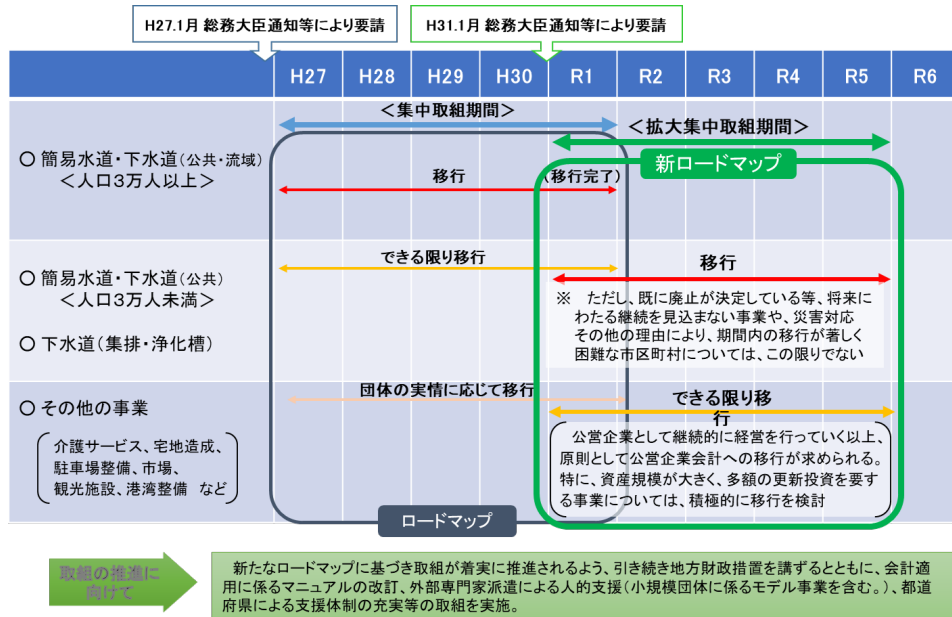 H27.1月 総務大臣通知等により要請
H31.1月 総務大臣通知等により要請
H27 H28 H29 H30 R1 R2 R3 R4 R5 R6
＜集中取組期間＞
＜拡大集中取組期間＞
新ロードマップ
○ 簡易水道・下水道(公共・流域)
＜人口３万人以上＞
移行
(移行完了)
○ 簡易水道・下水道(公共)
＜人口３万人未満＞
○ 下水道(集排・浄化槽)
できる限り移行
移行
※　ただし、既に廃止が決定している等、将来に
わたる継続を見込まない事業や、災害対応
その他の理由により、期間内の移行が著しく
困難な市区町村については、この限りでない
○ その他の事業
介護サービス、宅地造成、
駐車場整備、市場、
観光施設、港湾整備　など
団体の実情に応じて移行
できる限り移
行
公営企業として継続的に経営を行っていく以上、
原則として公営企業会計への移行が求められる。
特に、資産規模が大きく、多額の更新投資を要す
る事業については、積極的に移行を検討
ロードマップ
取組の推進に
向けて
新たなロードマップに基づき取組が着実に推進されるよう、引き続き地方財政措置を講ずるとともに、会計適
用に係るマニュアルの改訂、外部専門家派遣による人的支援(小規模団体に係るモデル事業を含む。)、都道
府県による支援体制の充実等の取組を実施。